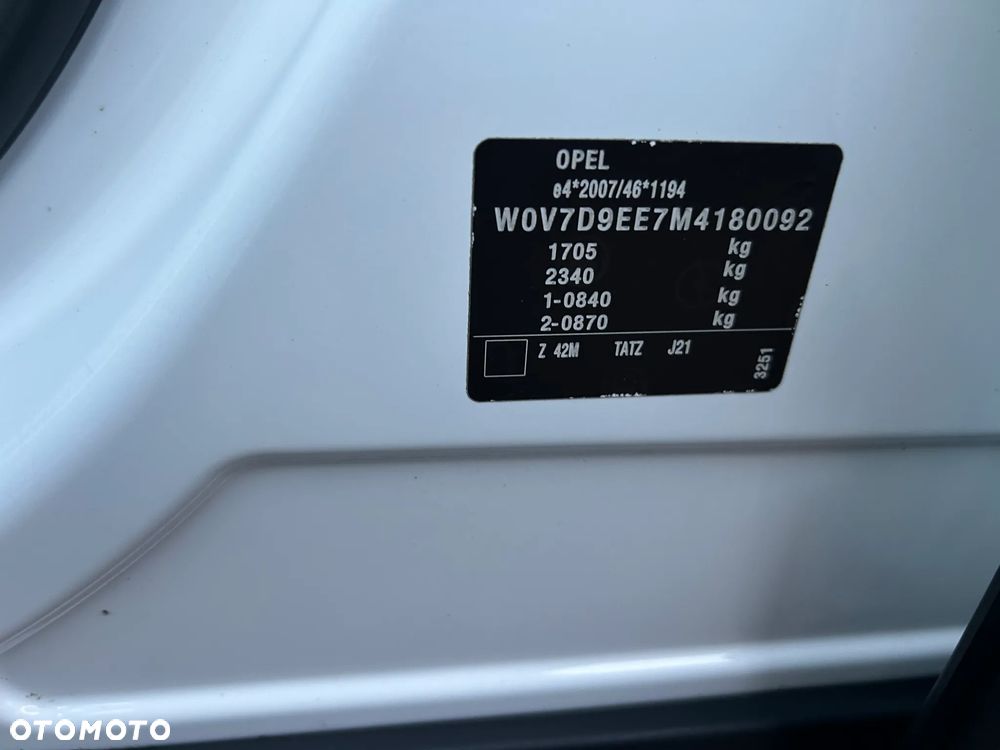 OPEL
e4*2007/46*1194
W0V7D9EE7M4180092
1705 kg
2340 kg
1-0840 kg
2-0870 kg
Z 42M TATZ J21
3251
OTOMOTO